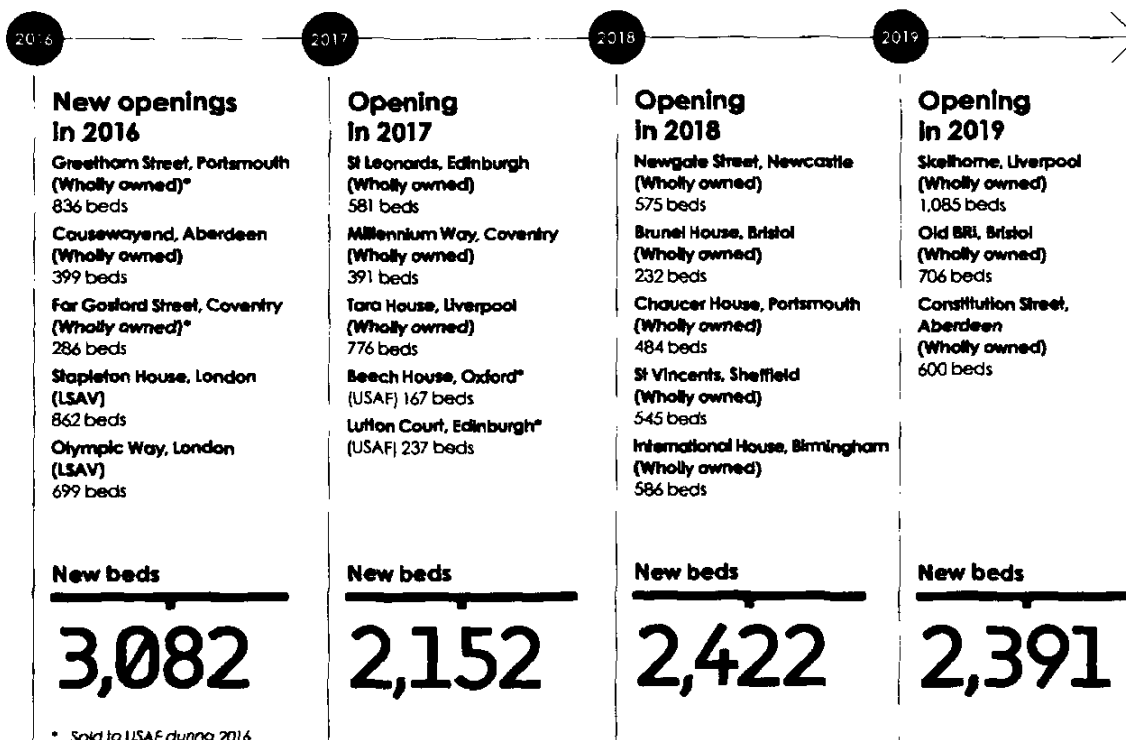 2016
2017
2018
2019
New openings
in 2016
Greetham Street, Portsmouth
(Wholly owned)*
836 beds
Causewayend, Aberdeen
(Wholly owned)
399 beds
Far Gosford Street, Coventry
(Wholly owned)*
286 beds
Stapleton House, London
(LSAV)
862 beds
Olympic Way, London
(LSAV)
699 beds
New beds
3,082
* Sold to USAF during 2016
Opening
in 2017
St Leonards, Edinburgh
(Wholly owned)
581 beds
Millennium Way, Coventry
(Wholly owned)
391 beds
Tara House, Liverpool
(Wholly owned)
776 beds
Beech House, Oxford*
(USAF) 167 beds
Lutton Court, Edinburgh*
(USAF) 237 beds
New beds
2,152
Opening
in 2018
Newgate Street, Newcastle
(Wholly owned)
575 beds
Brunel House, Bristol
(Wholly owned)
232 beds
Chaucer House, Portsmouth
(Wholly owned)
484 beds
St Vincents, Sheffield
(Wholly owned)
545 beds
International House, Birmingham
(Wholly owned)
586 beds
New beds
2,422
Opening
in 2019
Skelhorne, Liverpool
(Wholly owned)
1,085 beds
Old BRI, Bristol
(Wholly owned)
706 beds
Constitution Street,
Aberdeen
(Wholly owned)
600 beds
New beds
2,391